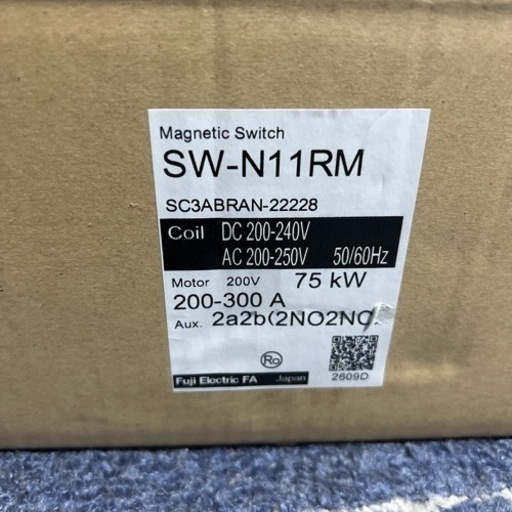 Magnetic Switch
SW-N11RM
SC3ABRAN-22228
Coil DC 200-240V
AC 200-250V 50/60Hz
Motor 200V 75 kW
200-300 A
Aux. 2a2b(2NO2NC
Ro
Fuji Electric FA Japan
2609D